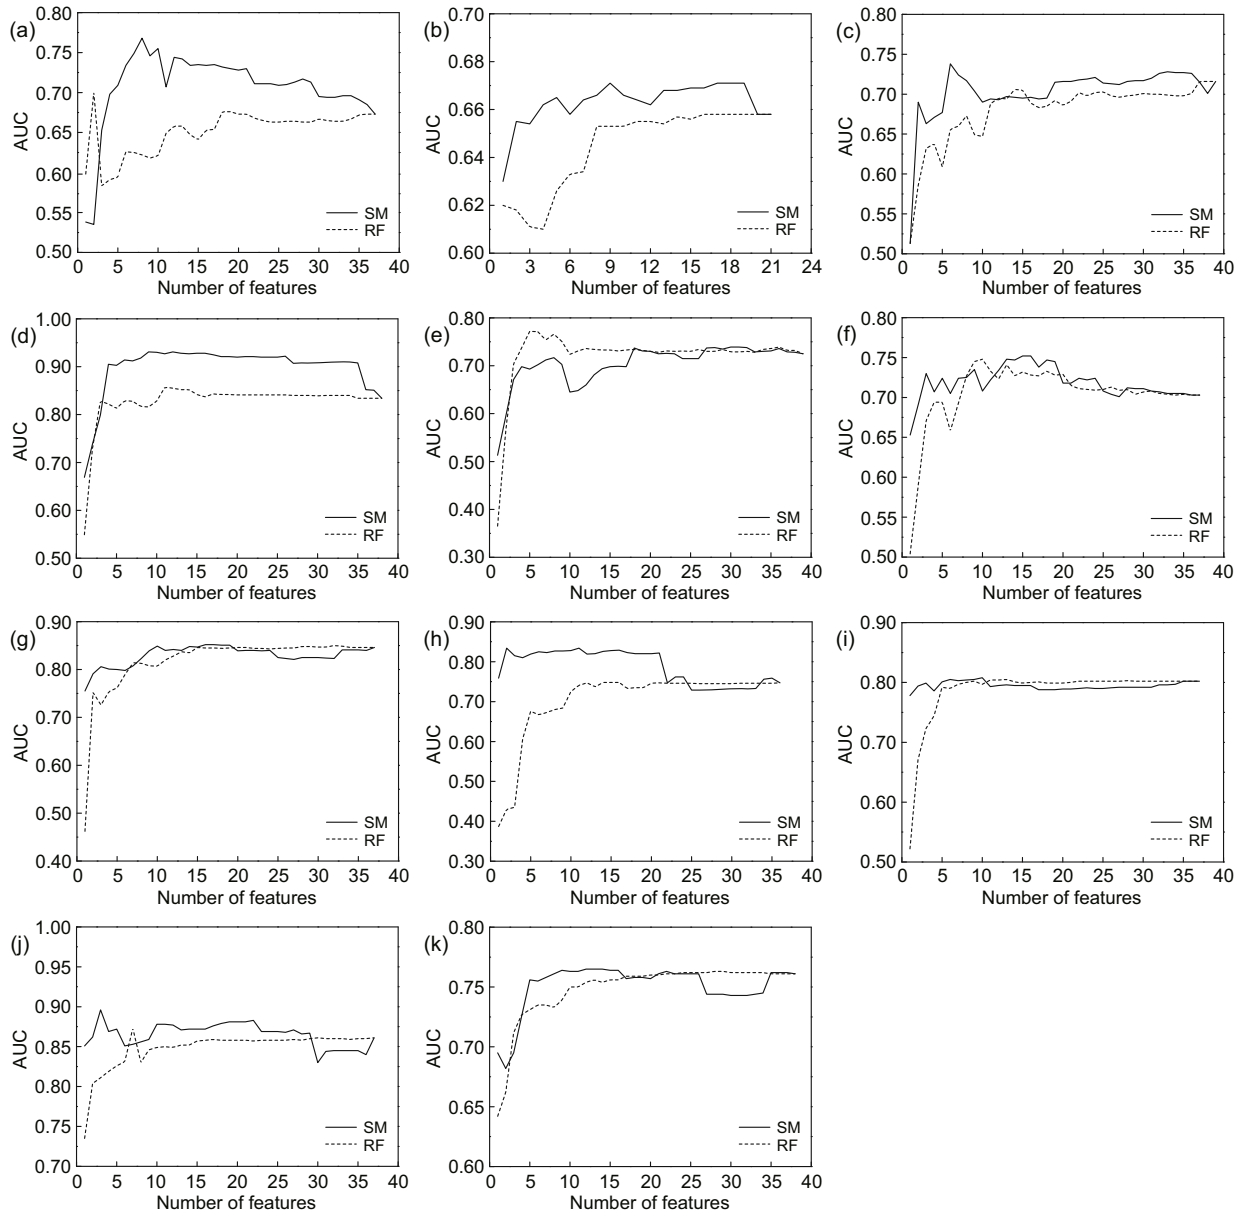 (a)
0.80
0.75
0.70
0.65
0.60
0.55
0.50
AUC
SM
RF
0 5 10 15 20 25 30 35 40
Number of features
(b)
0.70
0.68
0.66
0.64
0.62
0.60
AUC
SM
RF
0 3 6 9 12 15 18 21 24
Number of features
(c)
0.80
0.75
0.70
0.65
0.60
0.55
0.50
AUC
SM
RF
0 5 10 15 20 25 30 35 40
Number of features
(d)
1.00
0.90
0.80
0.70
0.60
0.50
AUC
SM
RF
0 5 10 15 20 25 30 35 40
Number of features
(e)
0.80
0.70
0.60
0.50
0.40
0.30
AUC
SM
RF
0 5 10 15 20 25 30 35 40
Number of features
(f)
0.80
0.75
0.70
0.65
0.60
0.55
0.50
AUC
SM
RF
0 5 10 15 20 25 30 35 40
Number of features
(g)
0.90
0.80
0.70
0.60
0.50
0.40
AUC
SM
RF
0 5 10 15 20 25 30 35 40
Number of features
(h)
0.90
0.80
0.70
0.60
0.50
0.40
0.30
AUC
SM
RF
0 5 10 15 20 25 30 35 40
Number of features
(i)
0.90
0.80
0.70
0.60
0.50
AUC
SM
RF
0 5 10 15 20 25 30 35 40
Number of features
(j)
1.00
0.95
0.90
0.85
0.80
0.75
0.70
AUC
SM
RF
0 5 10 15 20 25 30 35 40
Number of features
(k)
0.80
0.75
0.70
0.65
0.60
AUC
SM
RF
0 5 10 15 20 25 30 35 40
Number of features